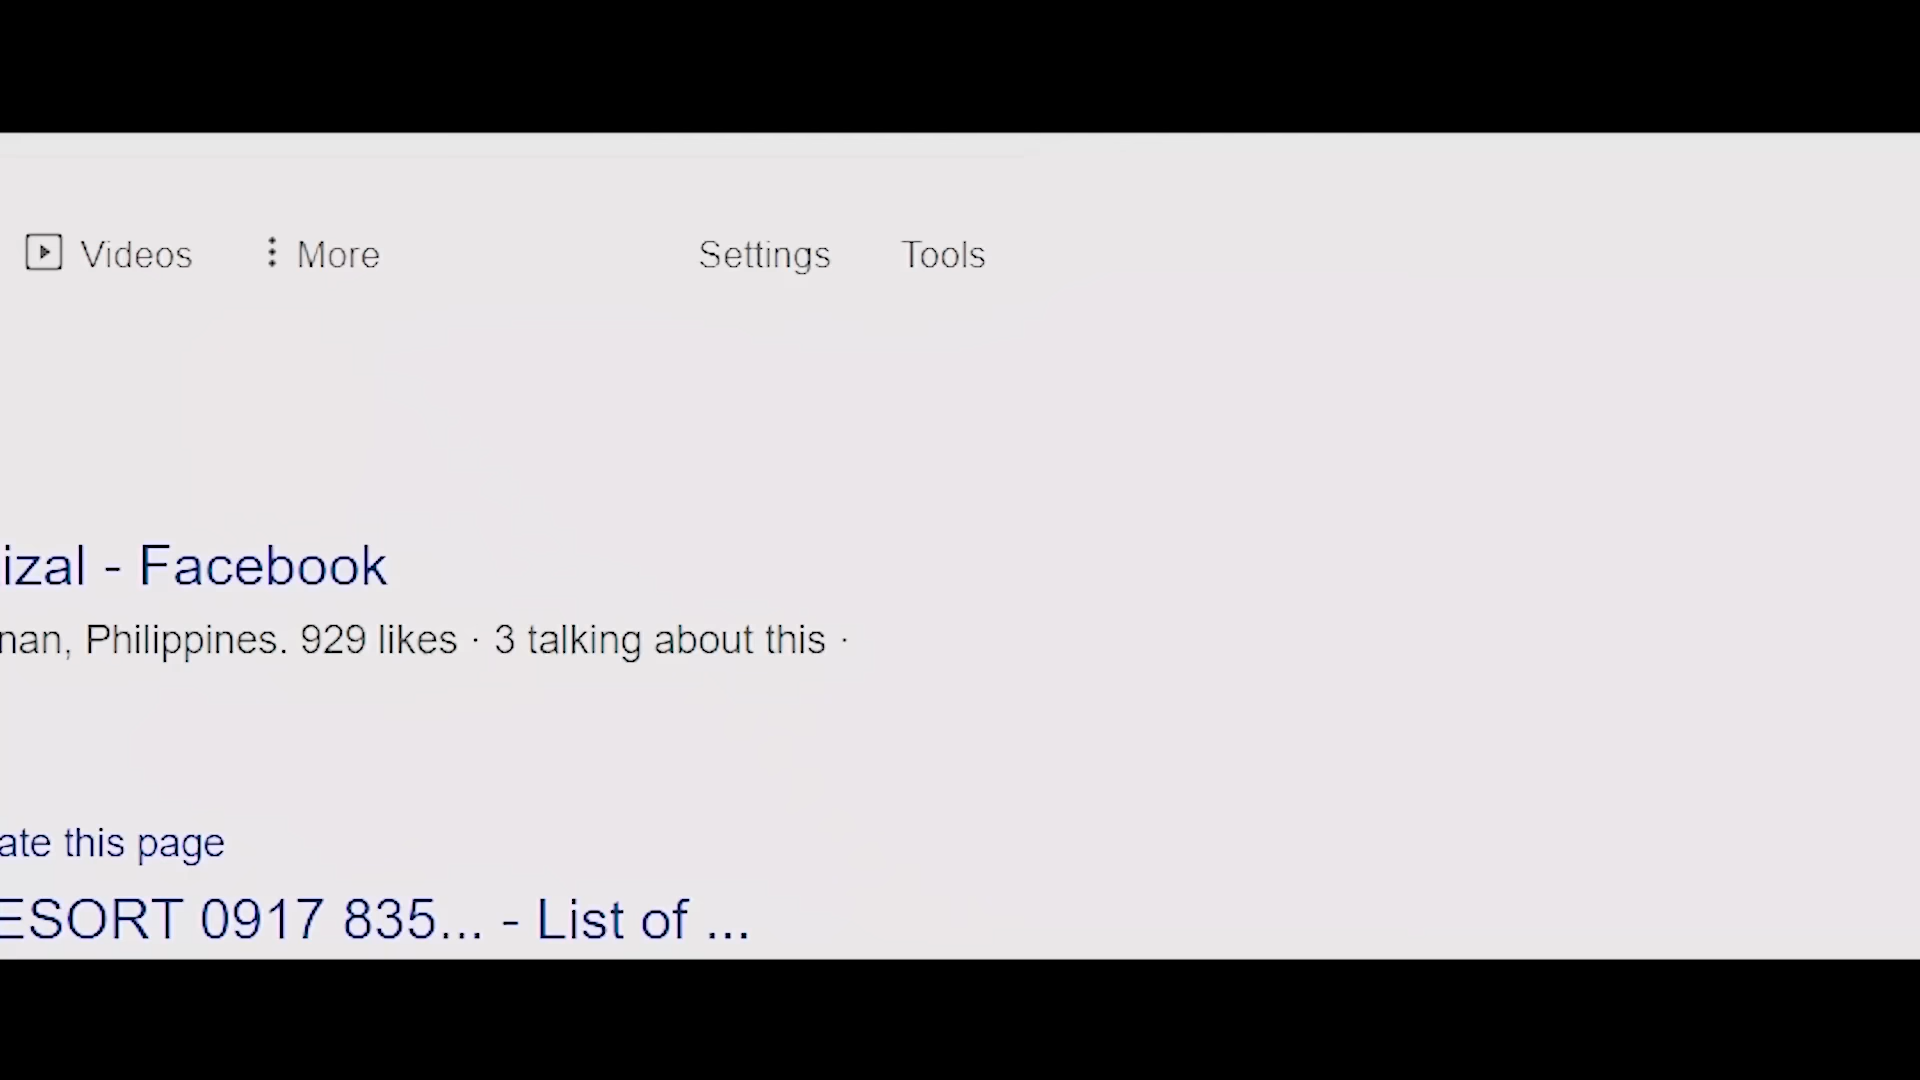 Videos More Settings Tools
izal - Facebook
nan, Philippines. 929 likes · 3 talking about this ·
ate this page
ESORT 0917 835... - List of ...